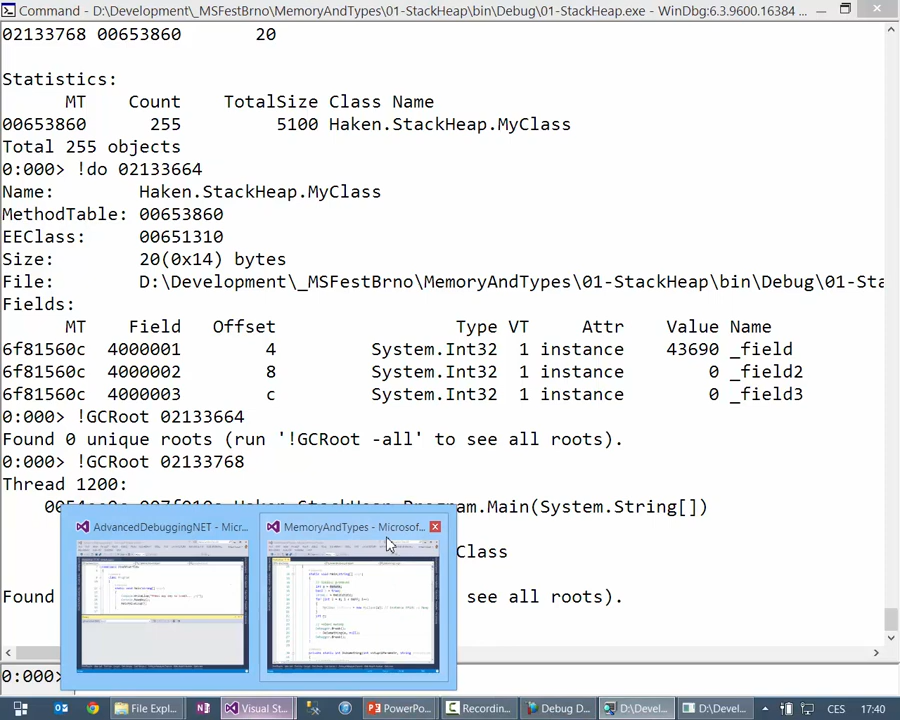 Command - D:\Development\_MSFestBrno\MemoryAndTypes\01-StackHeap\bin\Debug\01-StackHeap.exe - WinDbg:6.3.9600.16384 ...
02133768 00653860 20
Statistics:
MT Count TotalSize Class Name
00653860 255 5100 Haken.StackHeap.MyClass
Total 255 objects
0:000> !do 02133664
Name: Haken.StackHeap.MyClass
MethodTable: 00653860
EEClass: 00651310
Size: 20(0x14) bytes
File: D:\Development\_MSFestBrno\MemoryAndTypes\01-StackHeap\bin\Debug\01-Sta
Fields:
MT Field Offset Type VT Attr Value Name
6f81560c 4000001 4 System.Int32 1 instance 43690 _field
6f81560c 4000002 8 System.Int32 1 instance 0 _field2
6f81560c 4000003 c System.Int32 1 instance 0 _field3
0:000> !GCRoot 02133664
Found 0 unique roots (run '!GCRoot -all' to see all roots).
0:000> !GCRoot 02133768
Thread 1200:
Haken.StackHeap.Program.Main(System.String[])
AdvancedDebuggingNET - Micr...
MemoryAndTypes - Microsof...
Class
Found
see all roots).
0:000>
File Expl...
Visual St...
PowerPo...
Recordin...
Debug D...
D:\Devel...
D:\Devel...
CES
17:40